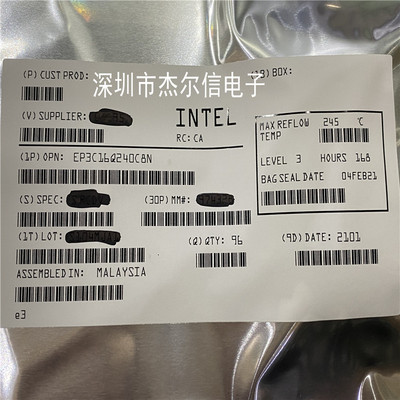 深圳市杰尔信电子
(P) CUST PROD:
BOX:
(V) SUPPLIER:
INTEL
RC: CA
MAX REFLOW TEMP 245 °C
LEVEL 3 HOURS 168
BAG SEAL DATE 04FEB21
(1P) OPN: EP3C16Q240C8N
(S) SPEC:
(30P) MM#:
(1T) LOT:
(Q) QTY: 96
(9D) DATE: 2101
ASSEMBLED IN: MALAYSIA
e3